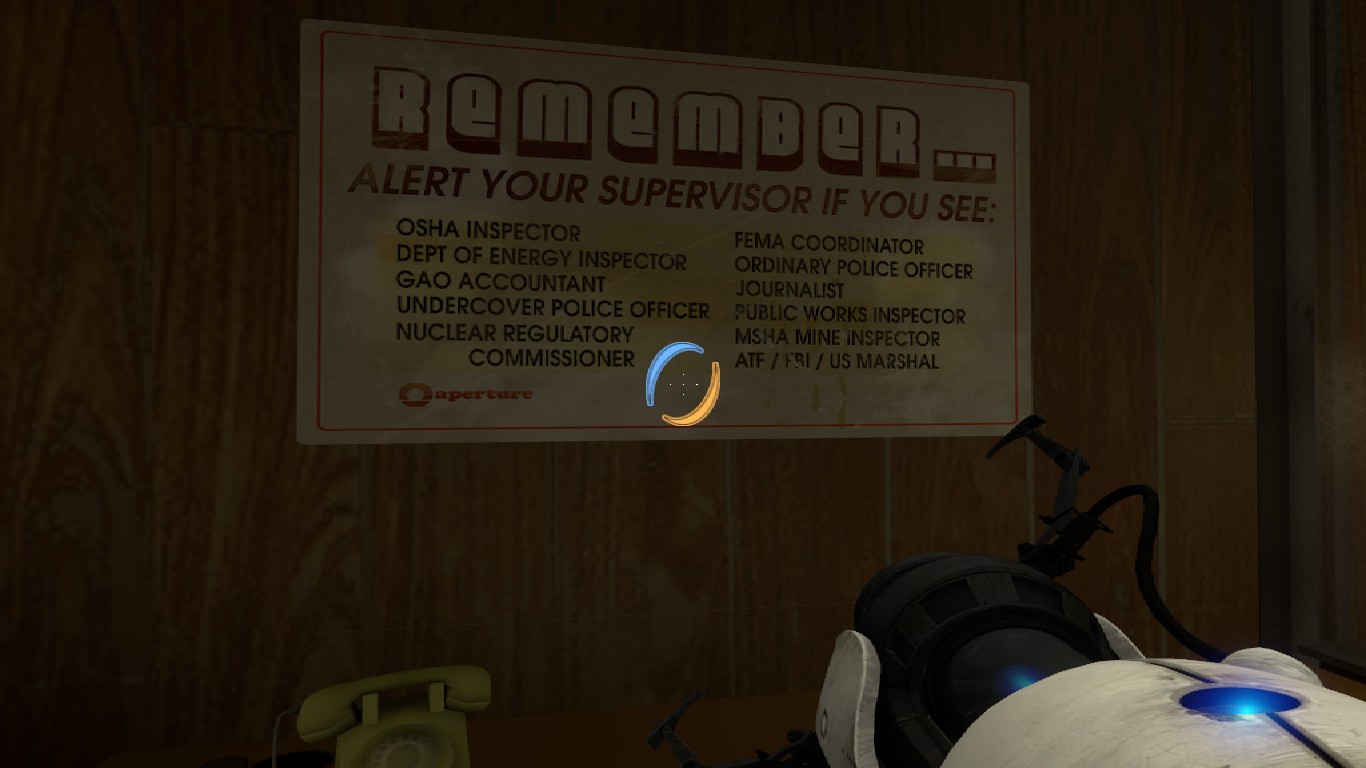 REMEMBER...
ALERT YOUR SUPERVISOR IF YOU SEE:
OSHA INSPECTOR
DEPT OF ENERGY INSPECTOR
GAO ACCOUNTANT
UNDERCOVER POLICE OFFICER
NUCLEAR REGULATORY
COMMISSIONER
FEMA COORDINATOR
ORDINARY POLICE OFFICER
JOURNALIST
PUBLIC WORKS INSPECTOR
MSHA MINE INSPECTOR
ATF / FBI / US MARSHAL
aperture